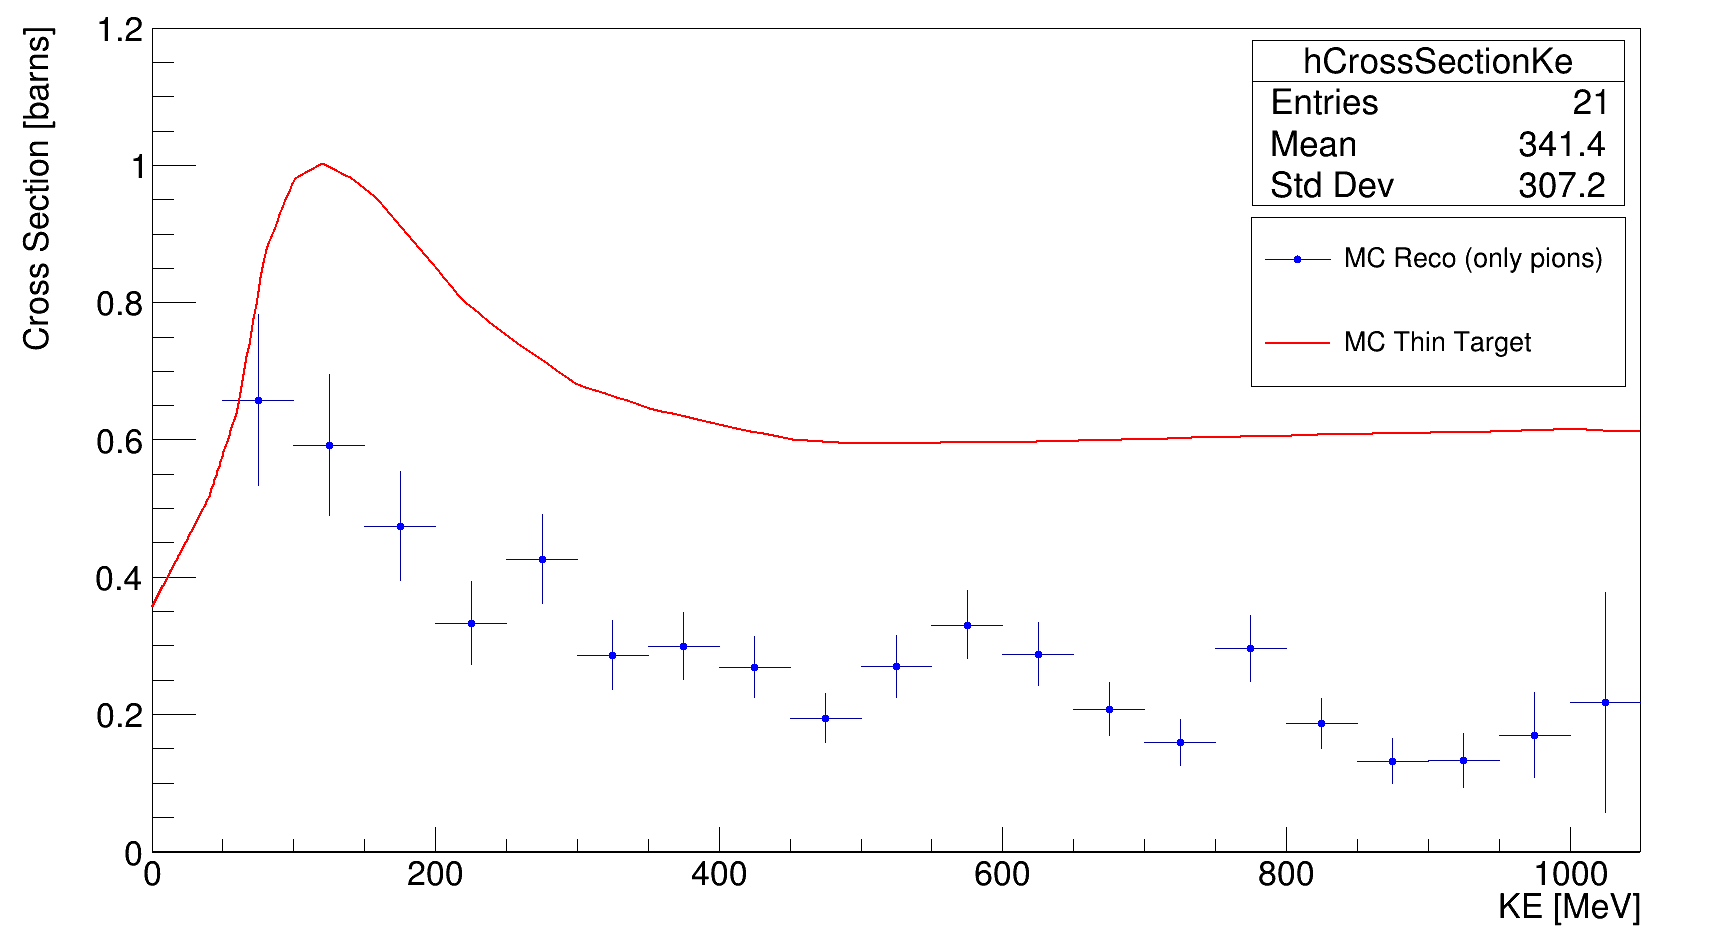 Cross Section [barns]
1.2
1
0.8
0.6
0.4
0.2
0
hCrossSectionKe
Entries 21
Mean 341.4
Std Dev 307.2
MC Reco (only pions)
MC Thin Target
0 200 400 600 800 1000
KE [MeV]